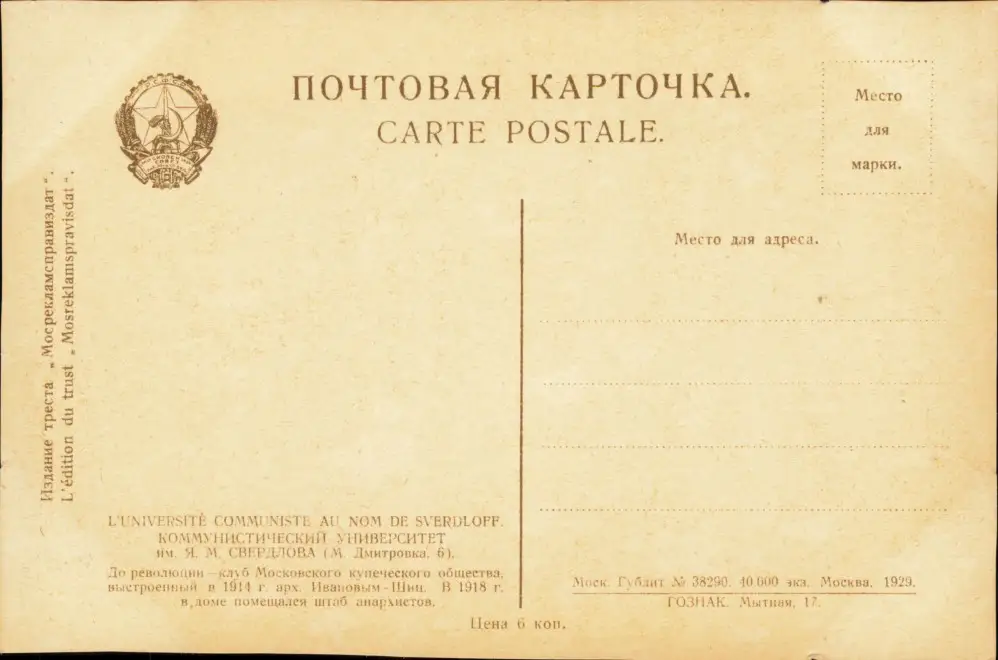 ПОЧТОВАЯ КАРТОЧКА.
CARTE POSTALE.
Место
для
марки.
Место для адреса.
Издание треста „Мосрекламсправиздат“.
L'édition du trust „Mosreklamspravisdat“.
L'UNIVERSITÉ COMMUNISTE AU NOM DE SVERDLOFF.
КОММУНИСТИЧЕСКИЙ УНИВЕРСИТЕТ
им. Я. М. СВЕРДЛОВА (М. Дмитровка, 6).
До революции—клуб Московского купеческого общества,
выстроенный в 1914 г. арх. Ивановым-Шиц. В 1918 г.
в доме помещался штаб анархистов.
Моск. Гублит № 38290. 10 000 экз. Москва, 1929.
ГОЗНАК. Мытная, 17.
Цена 6 коп.